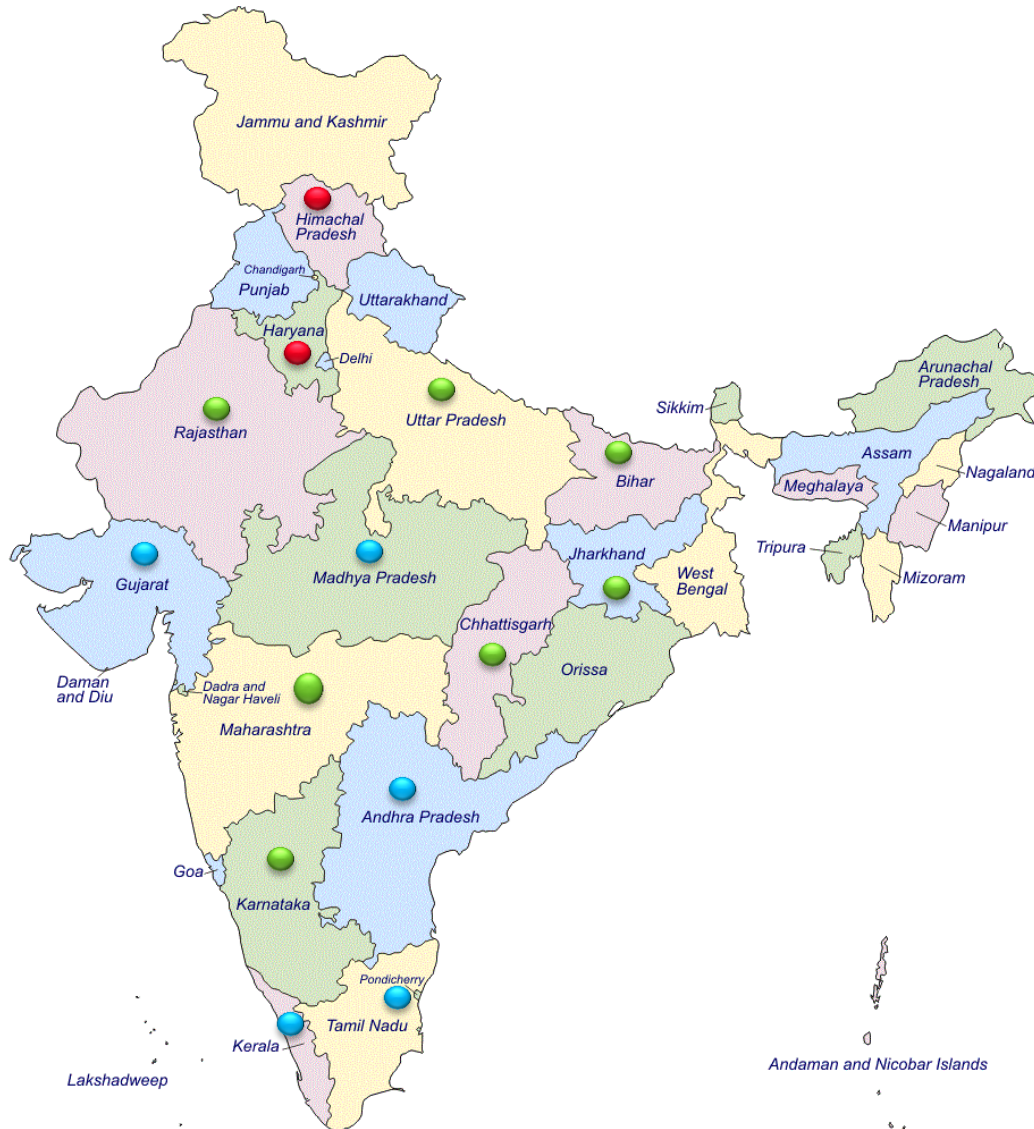 Jammu and Kashmir
Himachal
Pradesh
Chandigarh
Punjab
Uttarakhand
Haryana
Delhi
Arunachal
Pradesh
Sikkim
Uttar Pradesh
Rajasthan
Assam
Nagaland
Bihar
Meghalaya
Manipur
Jharkhand
Tripura
Gujarat
Madhya Pradesh
West
Bengal
Mizoram
Chhattisgarh
Orissa
Daman
and Diu
Dadra and
Nagar Haveli
Maharashtra
Andhra Pradesh
Goa
Karnataka
Pondicherry
Tamil Nadu
Kerala
Andaman and Nicobar Islands
Lakshadweep